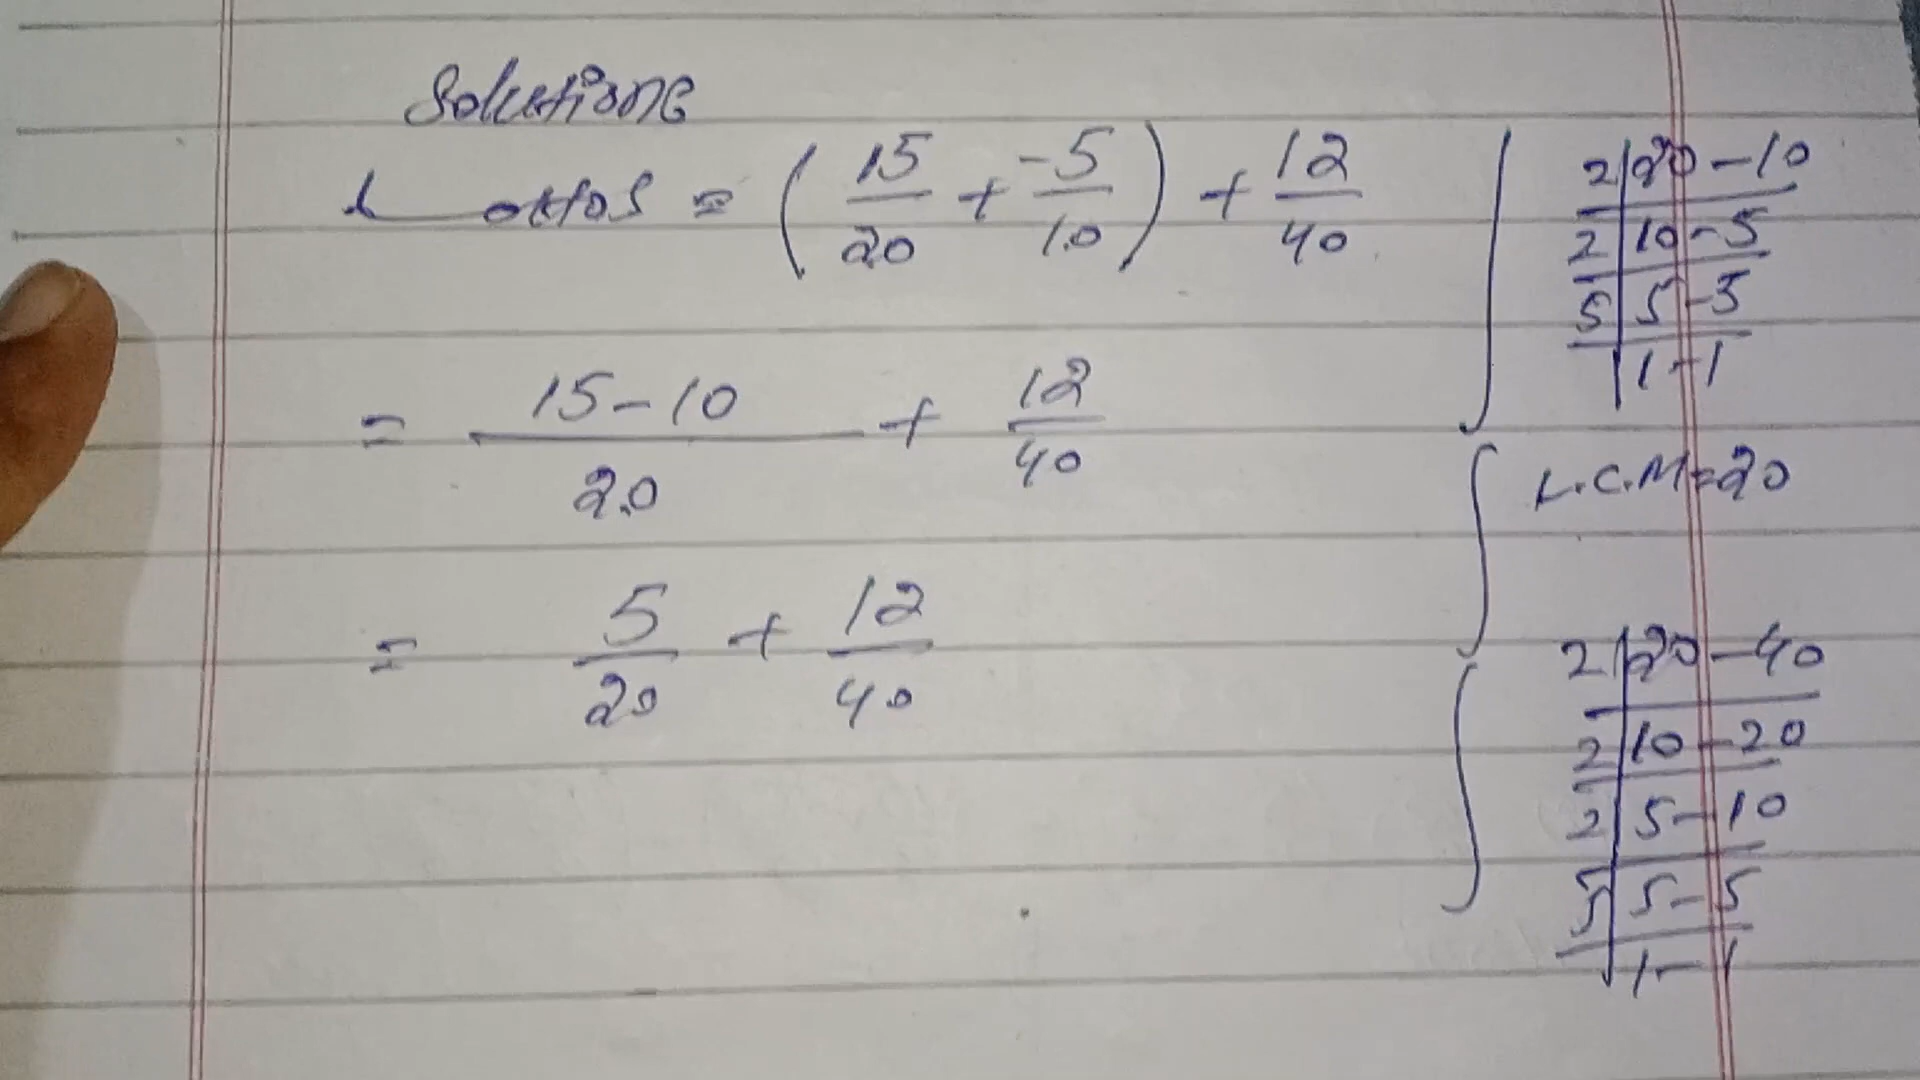 Solution:
L.H.S = (15/20 + -5/10) + 12/40
= 15-10/20 + 12/40
= 5/20 + 12/40
2|20-10
2|10-5
5|5-5
|1-1
L.C.M=20
2|20-40
2|10-20
2|5-10
5|5-5
|1-1